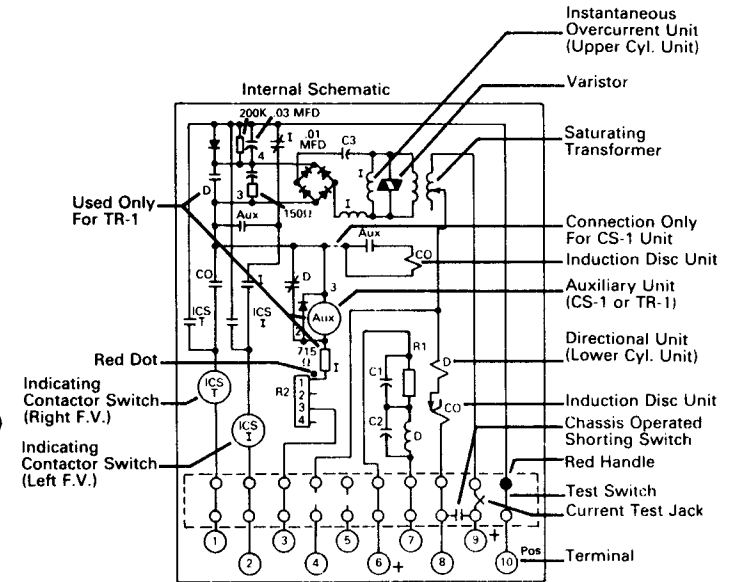 Instantaneous
Overcurrent Unit
(Upper Cyl. Unit)
Internal Schematic
Varistor
200K
.03 MFD
I
.01
MFD
C3
Saturating
Transformer
4
I
D
3
150Ω
I
Used Only
For TR-1
Aux
Aux
Connection Only
For CS-1 Unit
CO
Induction Disc Unit
CO
I
D
3
Auxiliary Unit
(CS-1 or TR-1)
ICS
T
ICS
I
Aux
2
715
Ω
I
R1
Directional Unit
(Lower Cyl. Unit)
D
Red Dot
C1
R2
1
2
3
4
Indicating
Contactor Switch
(Right F.V.)
ICS
T
CO
Induction Disc Unit
C2
D
Chassis Operated
Shorting Switch
Indicating
Contactor Switch
(Left F.V.)
ICS
I
Red Handle
Test Switch
Current Test Jack
1
2
3
4
5
6
+
7
8
9
+
10
Pos
Terminal